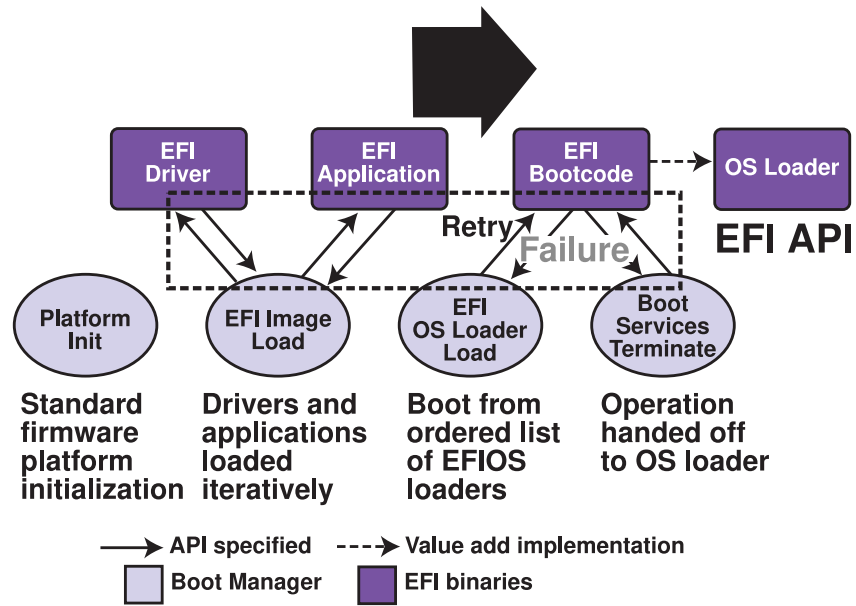 EFI
Driver
EFI
Application
EFI
Bootcode
OS Loader
EFI API
Retry
Failure
Platform
Init
EFI Image
Load
EFI
OS Loader
Load
Boot
Services
Terminate
Standard
firmware
platform
initialization
Drivers and
applications
loaded
iteratively
Boot from
ordered list
of EFIOS
loaders
Operation
handed off
to OS loader
API specified
Value add implementation
Boot Manager
EFI binaries